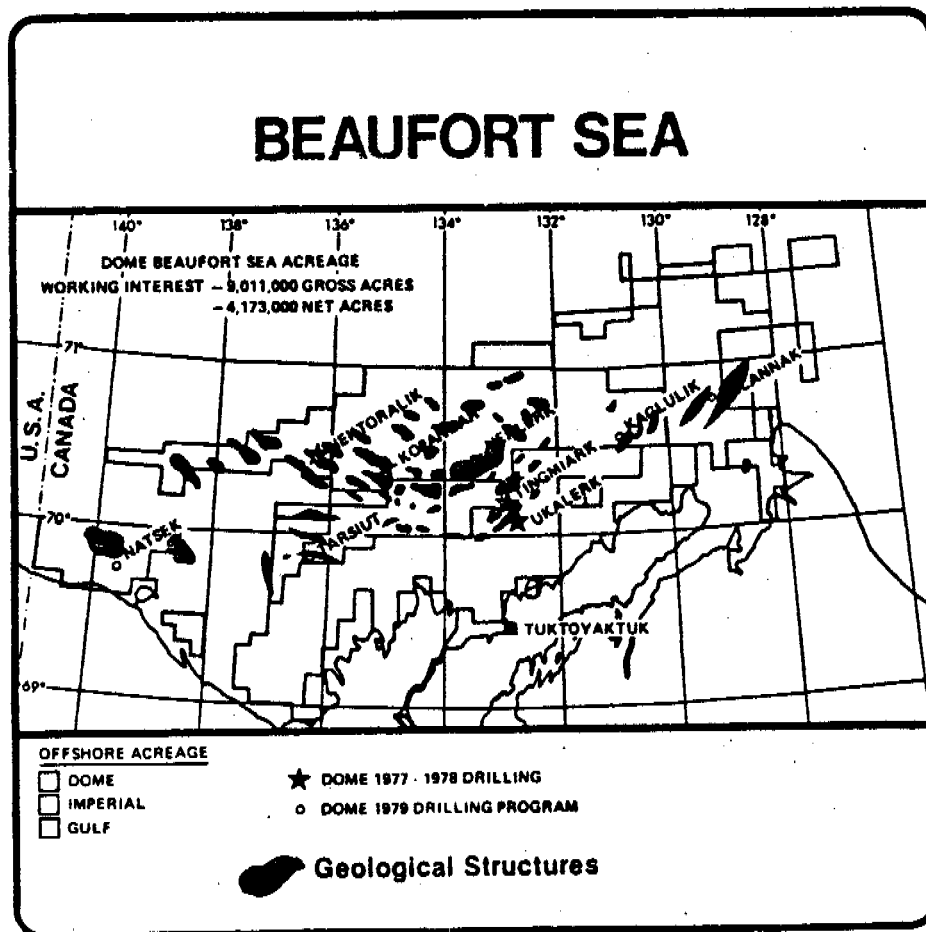 BEAUFORT SEA
140° 138° 136° 134° 132° 130° 128°
DOME BEAUFORT SEA ACREAGE
WORKING INTEREST – 9,011,000 GROSS ACRES
– 4,173,000 NET ACRES
71°
U.S.A.
CANADA
NEKTORALIK
KAGLULIK
TINGMIARK
UKALERK
70°
NATSEK
TARSIUT
TUKTOYAKTUK
69°
OFFSHORE ACREAGE
DOME
IMPERIAL
GULF
DOME 1977 - 1978 DRILLING
DOME 1979 DRILLING PROGRAM
Geological Structures